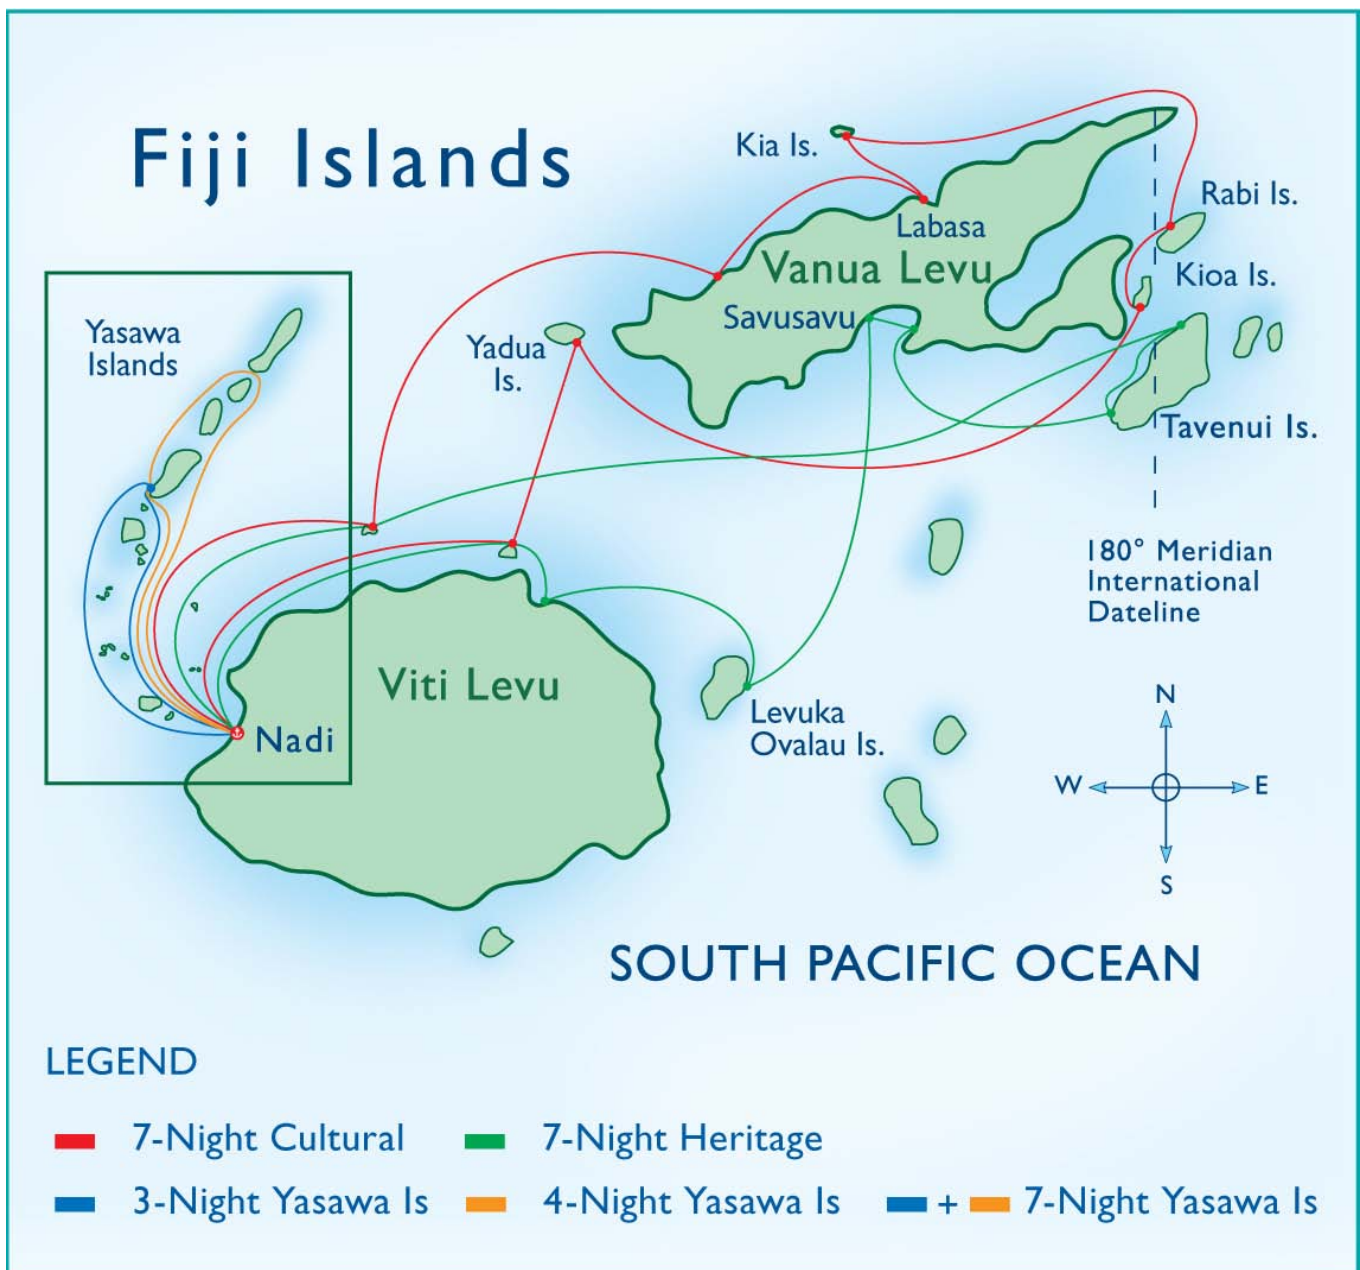 Fiji Islands
Kia Is.
Rabi Is.
Labasa
Vanua Levu
Kioa Is.
Savusavu
Yasawa
Islands
Yadua
Is.
Tavenui Is.
180° Meridian
International
Dateline
Viti Levu
Levuka
Ovalau Is.
Nadi
N
W
E
S
SOUTH PACIFIC OCEAN
LEGEND
7-Night Cultural
7-Night Heritage
3-Night Yasawa Is
4-Night Yasawa Is
+
7-Night Yasawa Is